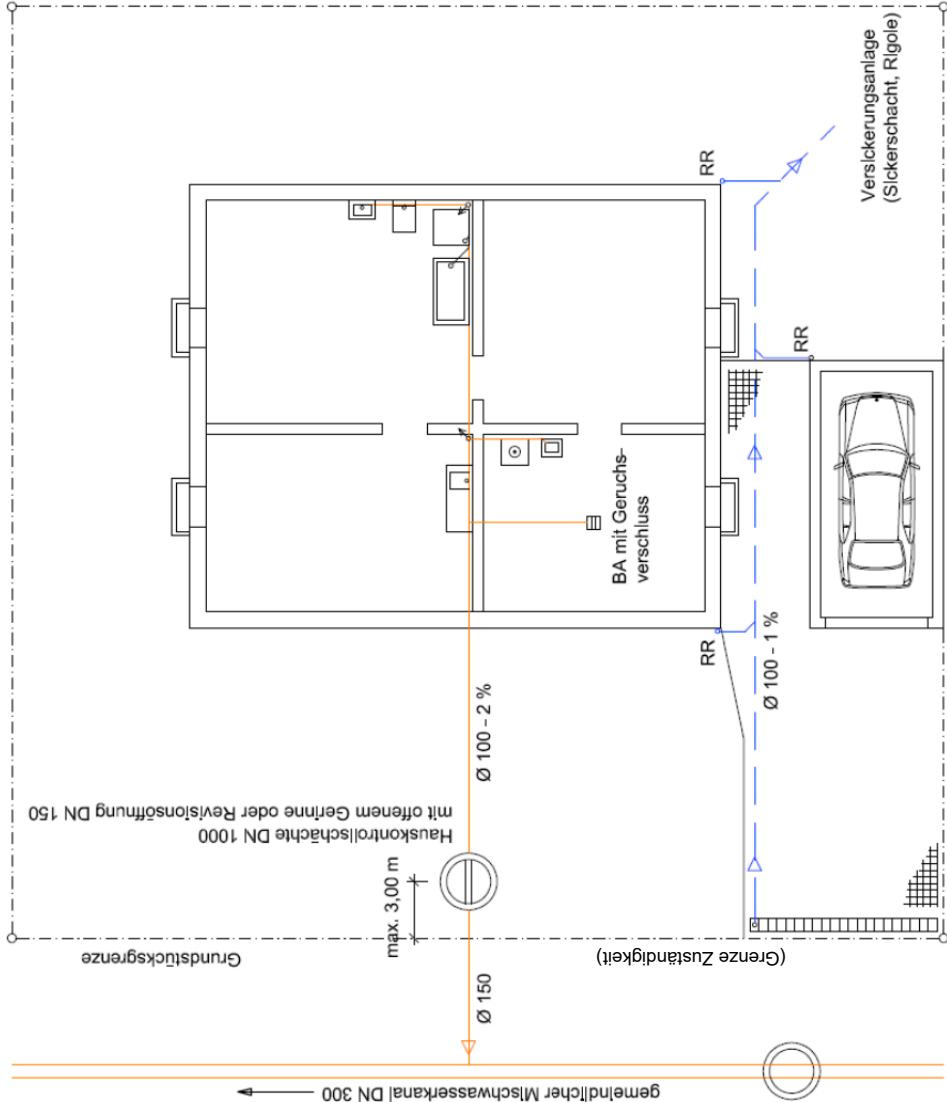 Versickerungsanlage
(Sickerschacht, Rigole)
RR
RR
BA mit Geruchs-
verschluss
RR
Ø 100 - 1 %
Ø 100 - 2 %
Hauskontrollschächte DN 1000
mit offenem Gerinne oder Revisionsöffnung DN 150
max. 3,00 m
Grundstücksgrenze
(Grenze Zuständigkeit)
Ø 150
gemeindlicher Mischwasserkanal DN 300